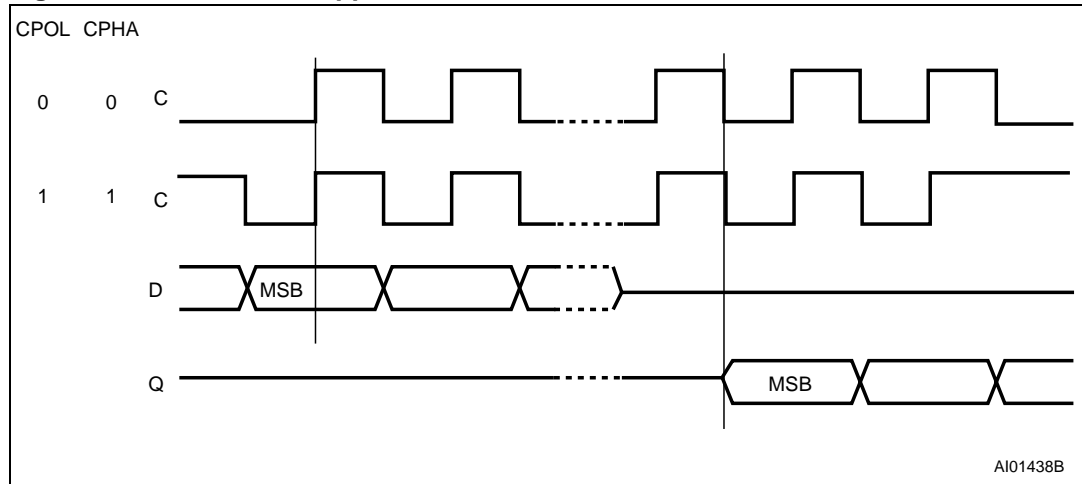 CPOL CPHA
0 0 C
1 1 C
D MSB
Q MSB
AI01438B